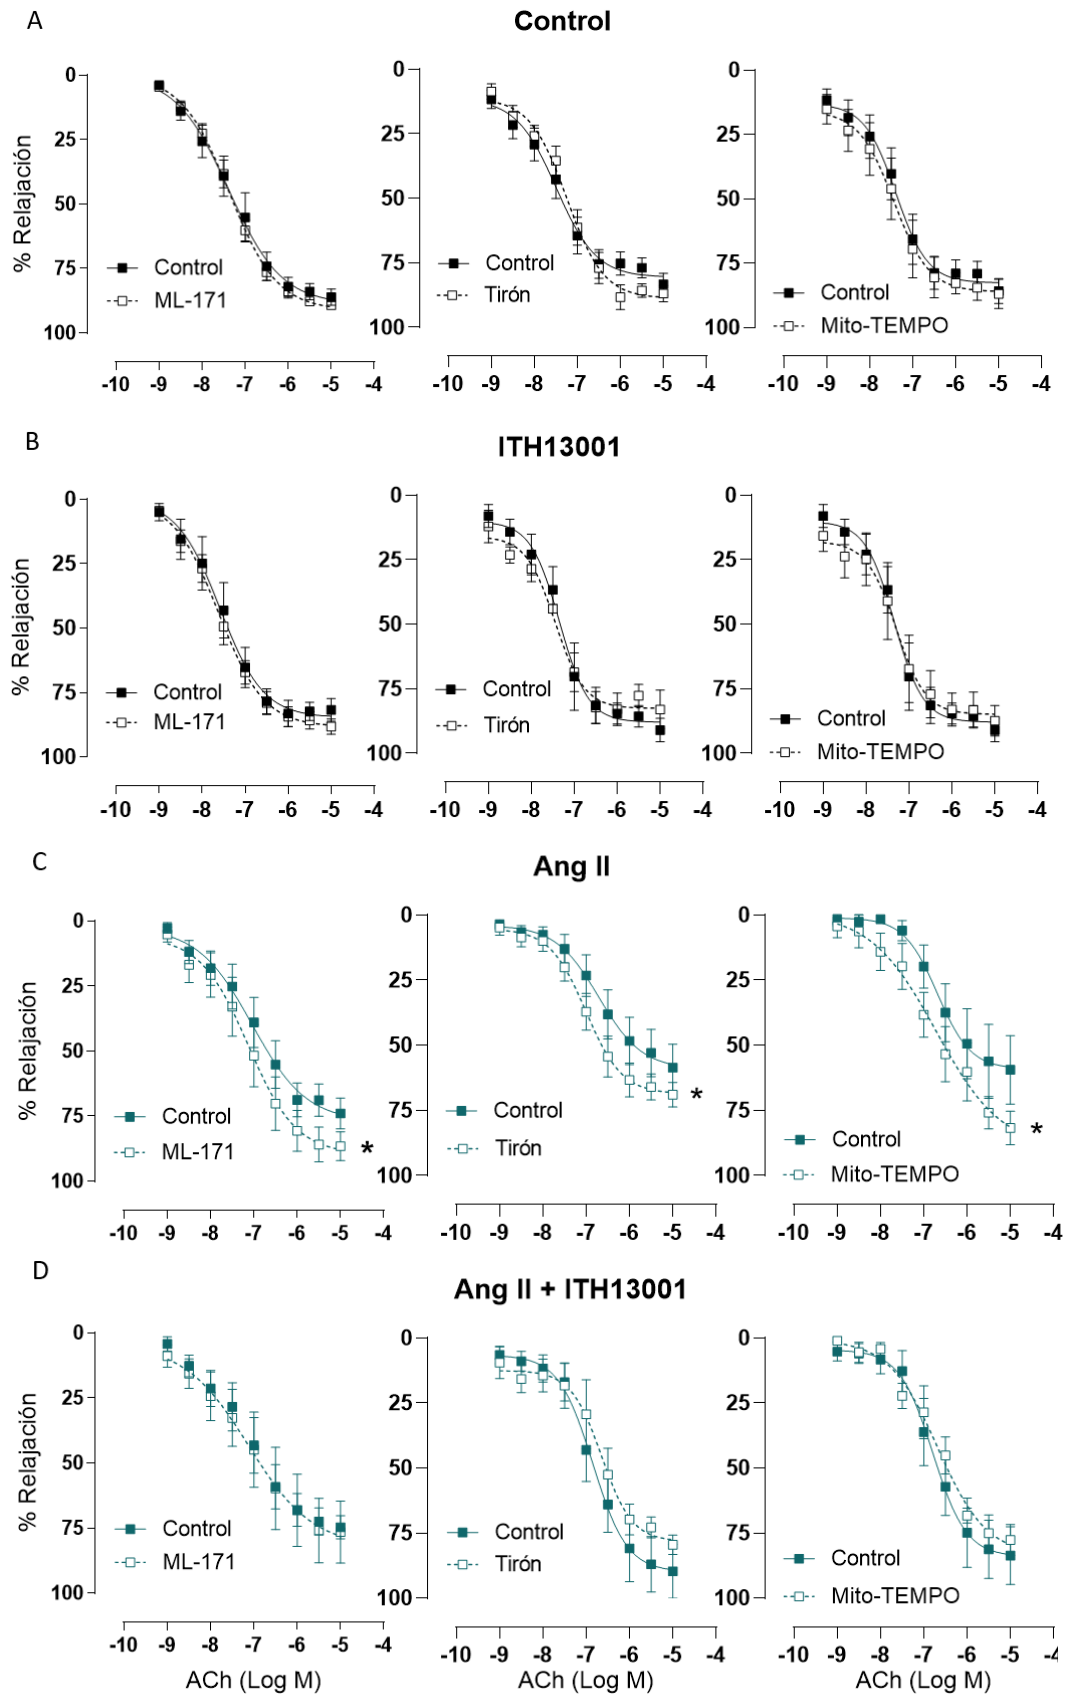 A
Control
% Relajación
0
25
50
75
100
Control
ML-171
-10 -9 -8 -7 -6 -5 -4
0
25
50
75
100
Control
Tirón
-10 -9 -8 -7 -6 -5 -4
0
25
50
75
100
Control
Mito-TEMPO
-10 -9 -8 -7 -6 -5 -4
B
ITH13001
% Relajación
0
25
50
75
100
Control
ML-171
-10 -9 -8 -7 -6 -5 -4
0
25
50
75
100
Control
Tirón
-10 -9 -8 -7 -6 -5 -4
0
25
50
75
100
Control
Mito-TEMPO
-10 -9 -8 -7 -6 -5 -4
C
Ang II
% Relajación
0
25
50
75
100
Control
ML-171
*
-10 -9 -8 -7 -6 -5 -4
0
25
50
75
100
Control
Tirón
*
-10 -9 -8 -7 -6 -5 -4
0
25
50
75
100
Control
Mito-TEMPO
*
-10 -9 -8 -7 -6 -5 -4
D
Ang II + ITH13001
% Relajación
0
25
50
75
100
Control
ML-171
-10 -9 -8 -7 -6 -5 -4
ACh (Log M)
0
25
50
75
100
Control
Tirón
-10 -9 -8 -7 -6 -5 -4
ACh (Log M)
0
25
50
75
100
Control
Mito-TEMPO
-10 -9 -8 -7 -6 -5 -4
ACh (Log M)